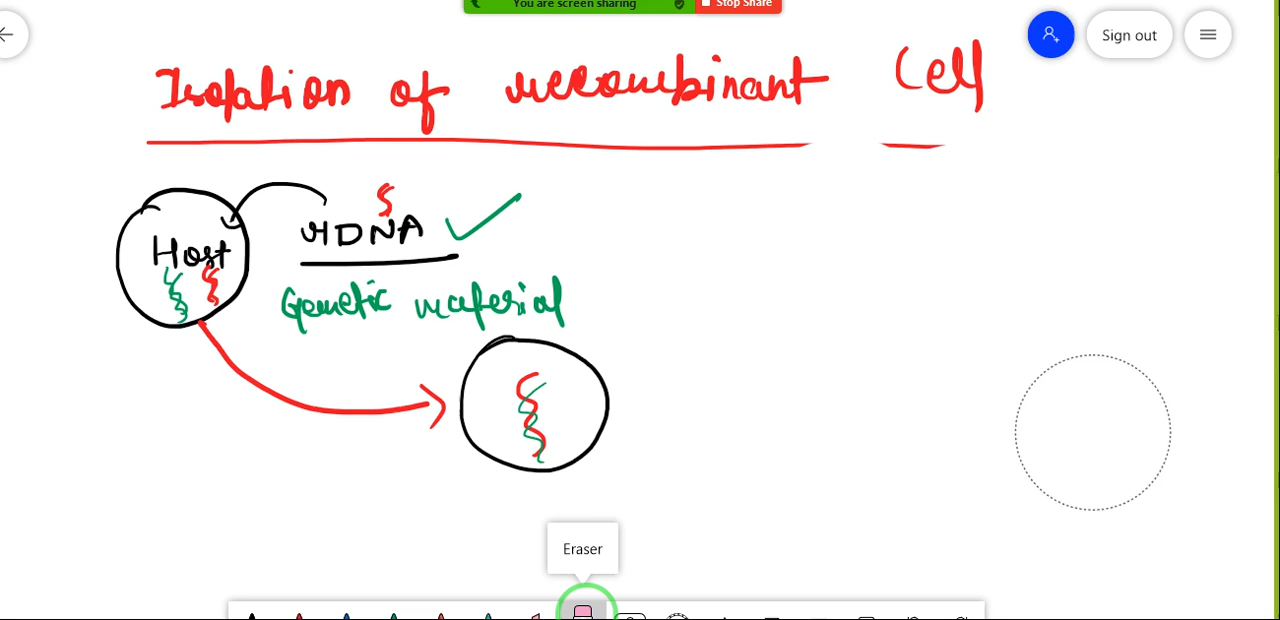 You are screen sharing
Stop Share
Sign out
Isolation of recombinant Cell
Host
rDNA
Genetic material
Eraser